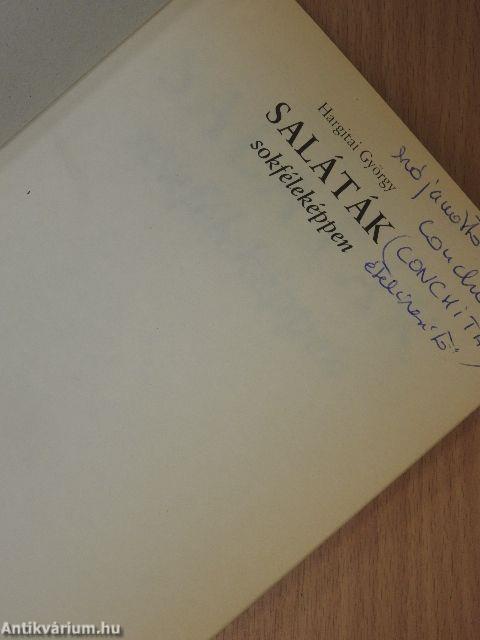 Hargitai György
SALÁTÁK
sokféleképpen
(CONCHITA)
Antikvárium.hu